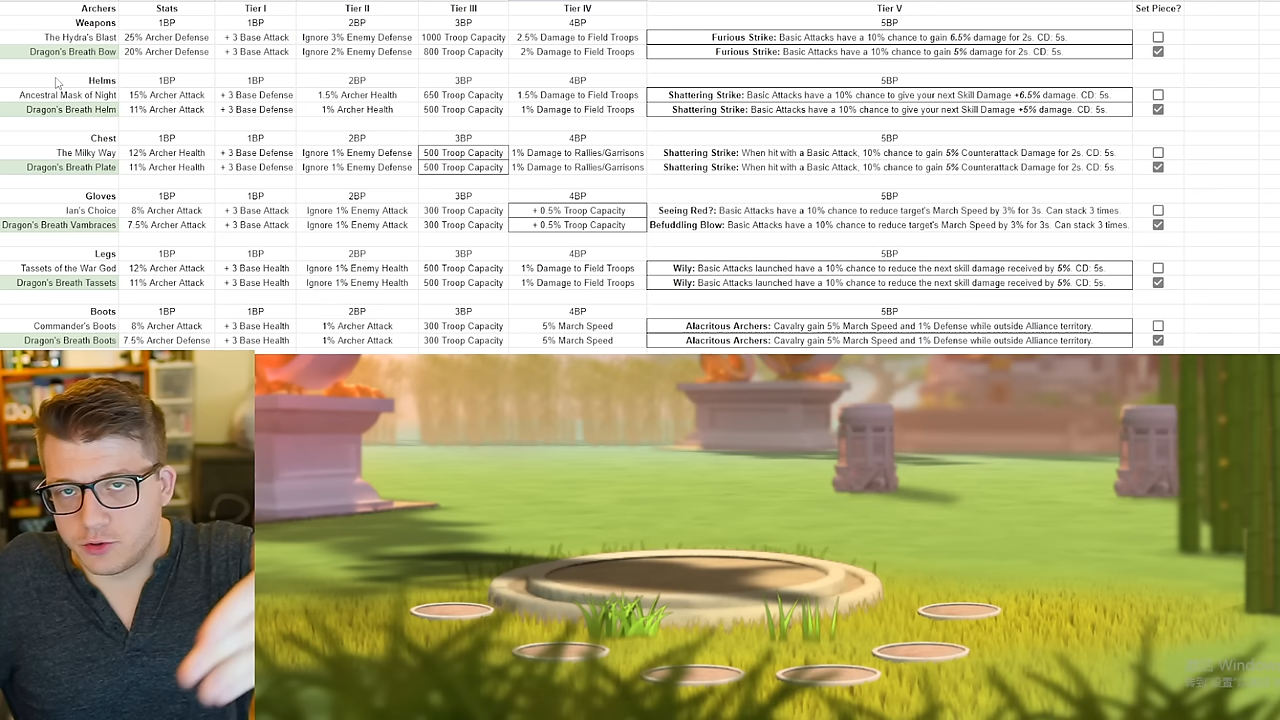 Archers Stats Tier I Tier II Tier III Tier IV Tier V Set Piece?
Weapons 1BP 1BP 2BP 3BP 4BP 5BP
The Hydra's Blast 25% Archer Defense + 3 Base Attack Ignore 3% Enemy Defense 1000 Troop Capacity 2.5% Damage to Field Troops Furious Strike: Basic Attacks have a 10% chance to gain 6.5% damage for 2s. CD: 5s.
Dragon's Breath Bow 20% Archer Defense + 3 Base Attack Ignore 2% Enemy Defense 800 Troop Capacity 2% Damage to Field Troops Furious Strike: Basic Attacks have a 10% chance to gain 5% damage for 2s. CD: 5s.
Helms 1BP 1BP 2BP 3BP 4BP 5BP
Ancestral Mask of Night 15% Archer Attack + 3 Base Defense 1.5% Archer Health 650 Troop Capacity 1.5% Damage to Field Troops Shattering Strike: Basic Attacks have a 10% chance to give your next Skill Damage +6.5% damage. CD: 5s.
Dragon's Breath Helm 11% Archer Attack + 3 Base Defense 1% Archer Health 500 Troop Capacity 1% Damage to Field Troops Shattering Strike: Basic Attacks have a 10% chance to give your next Skill Damage +5% damage. CD: 5s.
Chest 1BP 1BP 2BP 3BP 4BP 5BP
The Milky Way 12% Archer Health + 3 Base Defense Ignore 1% Enemy Defense 500 Troop Capacity 1% Damage to Rallies/Garrisons Shattering Strike: When hit with a Basic Attack, 10% chance to gain 5% Counterattack Damage for 2s. CD: 5s.
Dragon's Breath Plate 11% Archer Health + 3 Base Defense Ignore 1% Enemy Defense 500 Troop Capacity 1% Damage to Rallies/Garrisons Shattering Strike: When hit with a Basic Attack, 10% chance to gain 5% Counterattack Damage for 2s. CD: 5s.
Gloves 1BP 1BP 2BP 3BP 4BP 5BP
Ian's Choice 8% Archer Attack + 3 Base Attack Ignore 1% Enemy Attack 300 Troop Capacity + 0.5% Troop Capacity Seeing Red?: Basic Attacks have a 10% chance to reduce target's March Speed by 3% for 3s. Can stack 3 times.
Dragon's Breath Vambraces 7.5% Archer Attack + 3 Base Attack Ignore 1% Enemy Attack 300 Troop Capacity + 0.5% Troop Capacity Befuddling Blow: Basic Attacks have a 10% chance to reduce target's March Speed by 3% for 3s. Can stack 3 times.
Legs 1BP 1BP 2BP 3BP 4BP 5BP
Tassets of the War God 12% Archer Attack + 3 Base Health Ignore 1% Enemy Health 500 Troop Capacity 1% Damage to Field Troops Wily: Basic Attacks launched have a 10% chance to reduce the next skill damage received by 5%. CD: 5s.
Dragon's Breath Tassets 11% Archer Attack + 3 Base Health Ignore 1% Enemy Health 500 Troop Capacity 1% Damage to Field Troops Wily: Basic Attacks launched have a 10% chance to reduce the next skill damage received by 5%. CD: 5s.
Boots 1BP 1BP 2BP 3BP 4BP 5BP
Commander's Boots 8% Archer Attack + 3 Base Health 1% Archer Attack 300 Troop Capacity 5% March Speed Alacritous Archers: Cavalry gain 5% March Speed and 1% Defense while outside Alliance territory.
Dragon's Breath Boots 7.5% Archer Defense + 3 Base Health 1% Archer Attack 300 Troop Capacity 5% March Speed Alacritous Archers: Cavalry gain 5% March Speed and 1% Defense while outside Alliance territory.